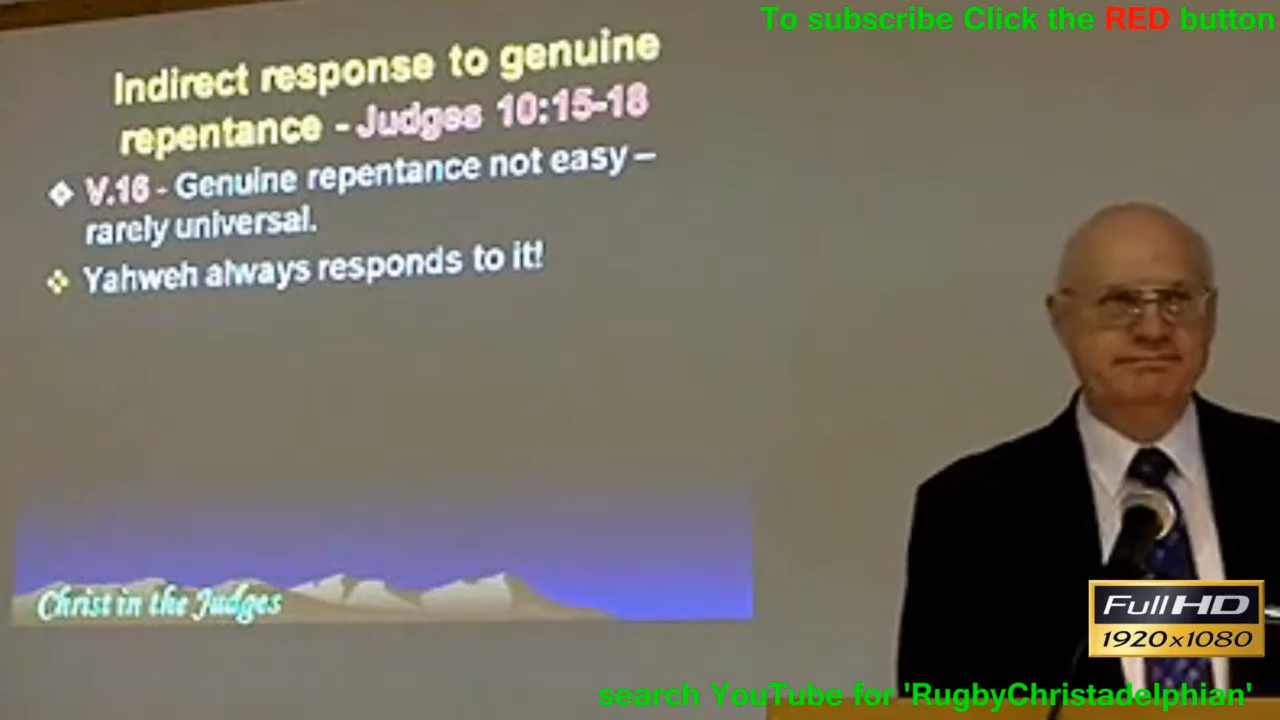 To subscribe Click the RED button
Indirect response to genuine
repentance - Judges 10:15-18
V.16 - Genuine repentance not easy –
rarely universal.
Yahweh always responds to it!
Christ in the Judges
Full HD
1920x1080
search YouTube for 'RugbyChristadelphian'